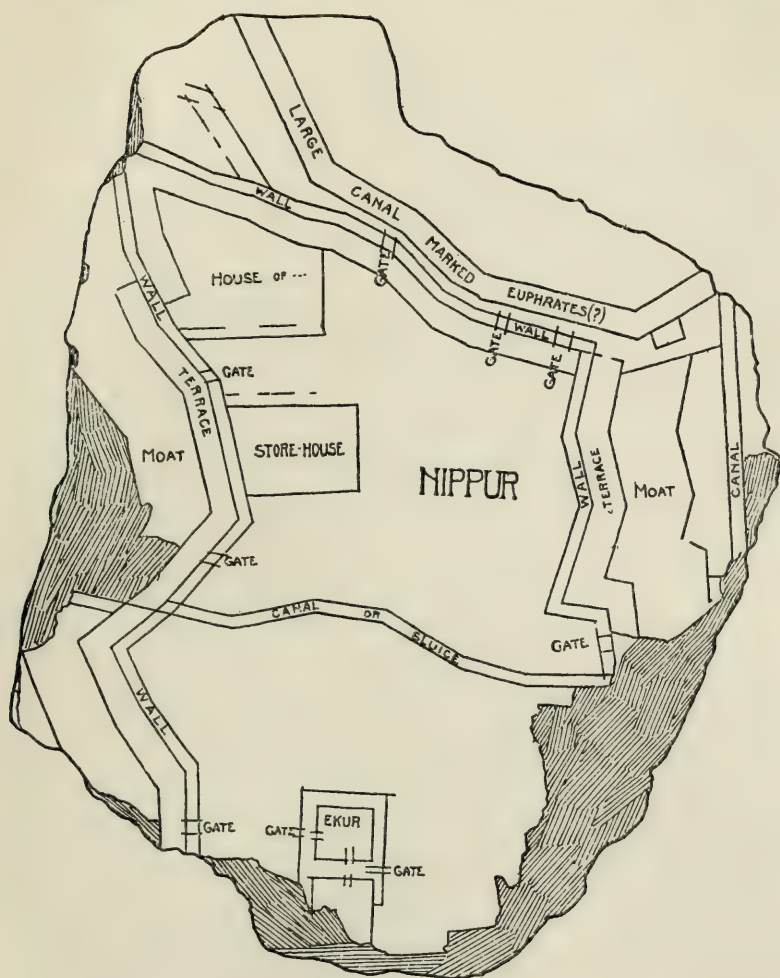 LARGE
CANAL
MARKED
EUPHRATES(?)
WALL
GATE
HOUSE OF ---
WALL
GATE
WALL
GATE
GATE
TERRACE
MOAT
STORE-HOUSE
NIPPUR
WALL
TERRACE
MOAT
CANAL
GATE
CANAL OR SLUICE
GATE
WALL
GATE
GATE
EKUR
GATE